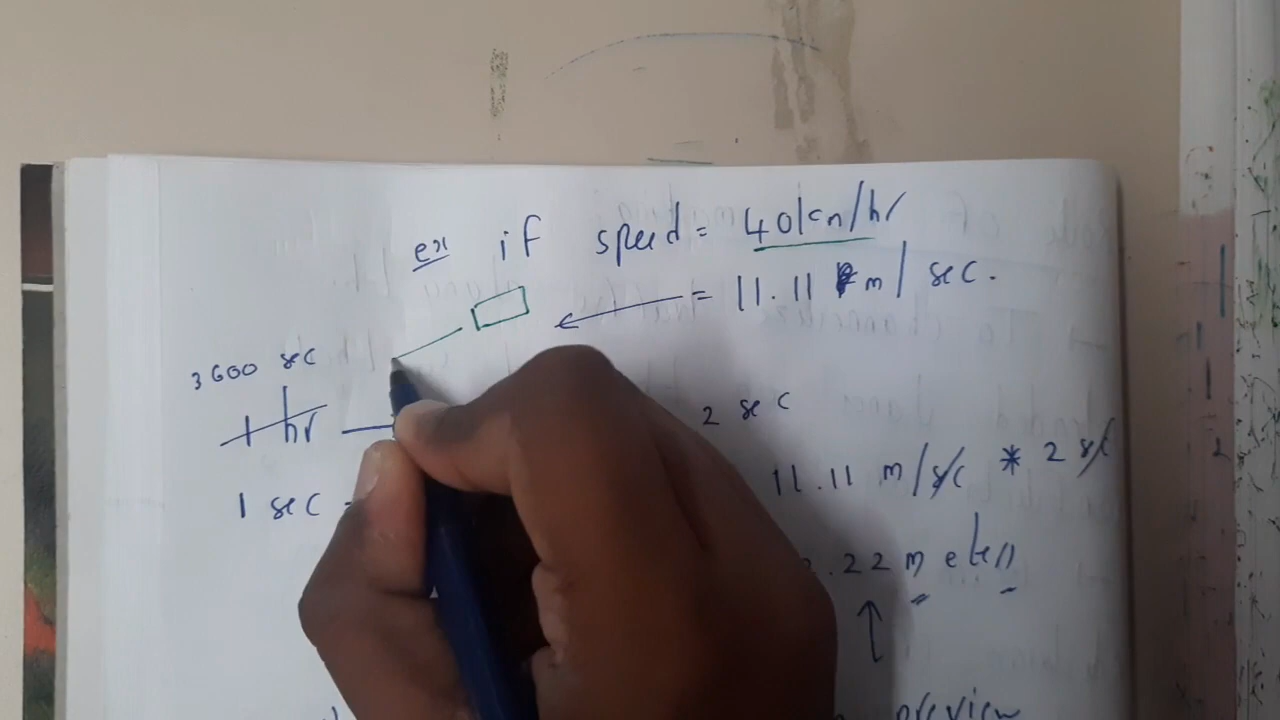 ex if speed = 40km/hr
= 11.11 m/sec.
3600 sec
1 hr
1 sec
2 sec
11.11 m/sec * 2 sec
.22 meters
preview